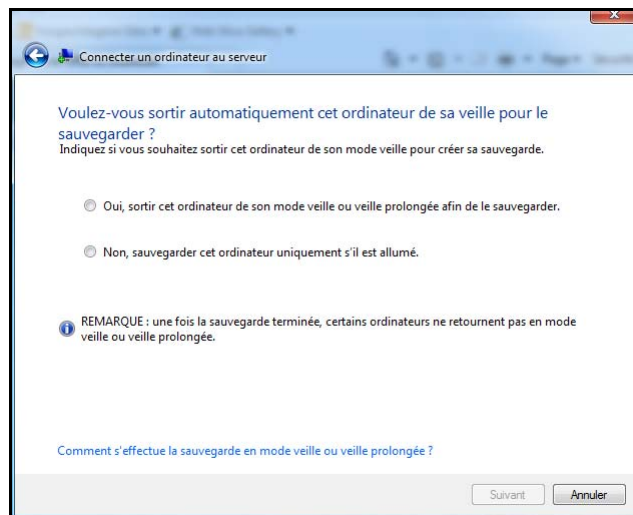 Connecter un ordinateur au serveur
Voulez-vous sortir automatiquement cet ordinateur de sa veille pour le
sauvegarder ?
Indiquez si vous souhaitez sortir cet ordinateur de son mode veille pour créer sa sauvegarde.
Oui, sortir cet ordinateur de son mode veille ou veille prolongée afin de le sauvegarder.
Non, sauvegarder cet ordinateur uniquement s'il est allumé.
REMARQUE : une fois la sauvegarde terminée, certains ordinateurs ne retournent pas en mode
veille ou veille prolongée.
Comment s'effectue la sauvegarde en mode veille ou veille prolongée ?
Suivant Annuler